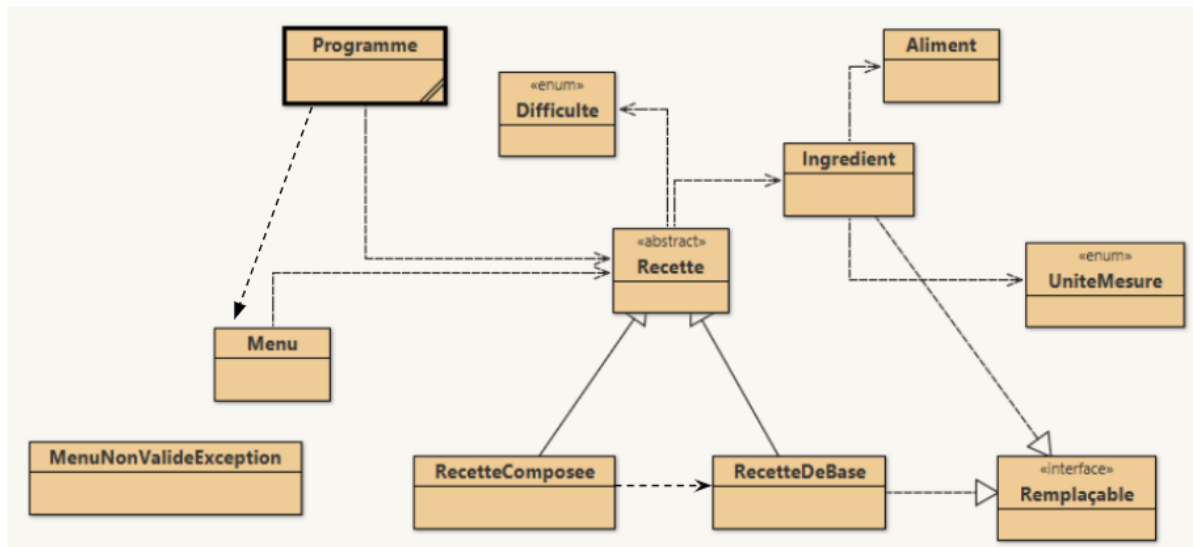 Programme
Aliment
«enum»
Difficulte
Ingredient
«abstract»
Recette
«enum»
UniteMesure
Menu
MenuNonValideException
RecetteComposee
RecetteDeBase
«interface»
Remplaçable